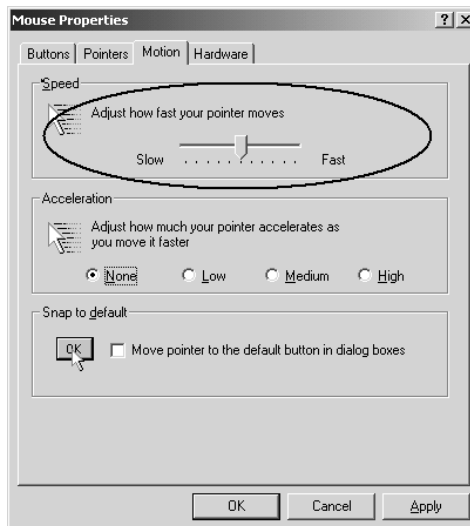 Mouse Properties
Buttons Pointers Motion Hardware
Speed
Adjust how fast your pointer moves
Slow Fast
Acceleration
Adjust how much your pointer accelerates as
you move it faster
None Low Medium High
Snap to default
OK Move pointer to the default button in dialog boxes
OK Cancel Apply